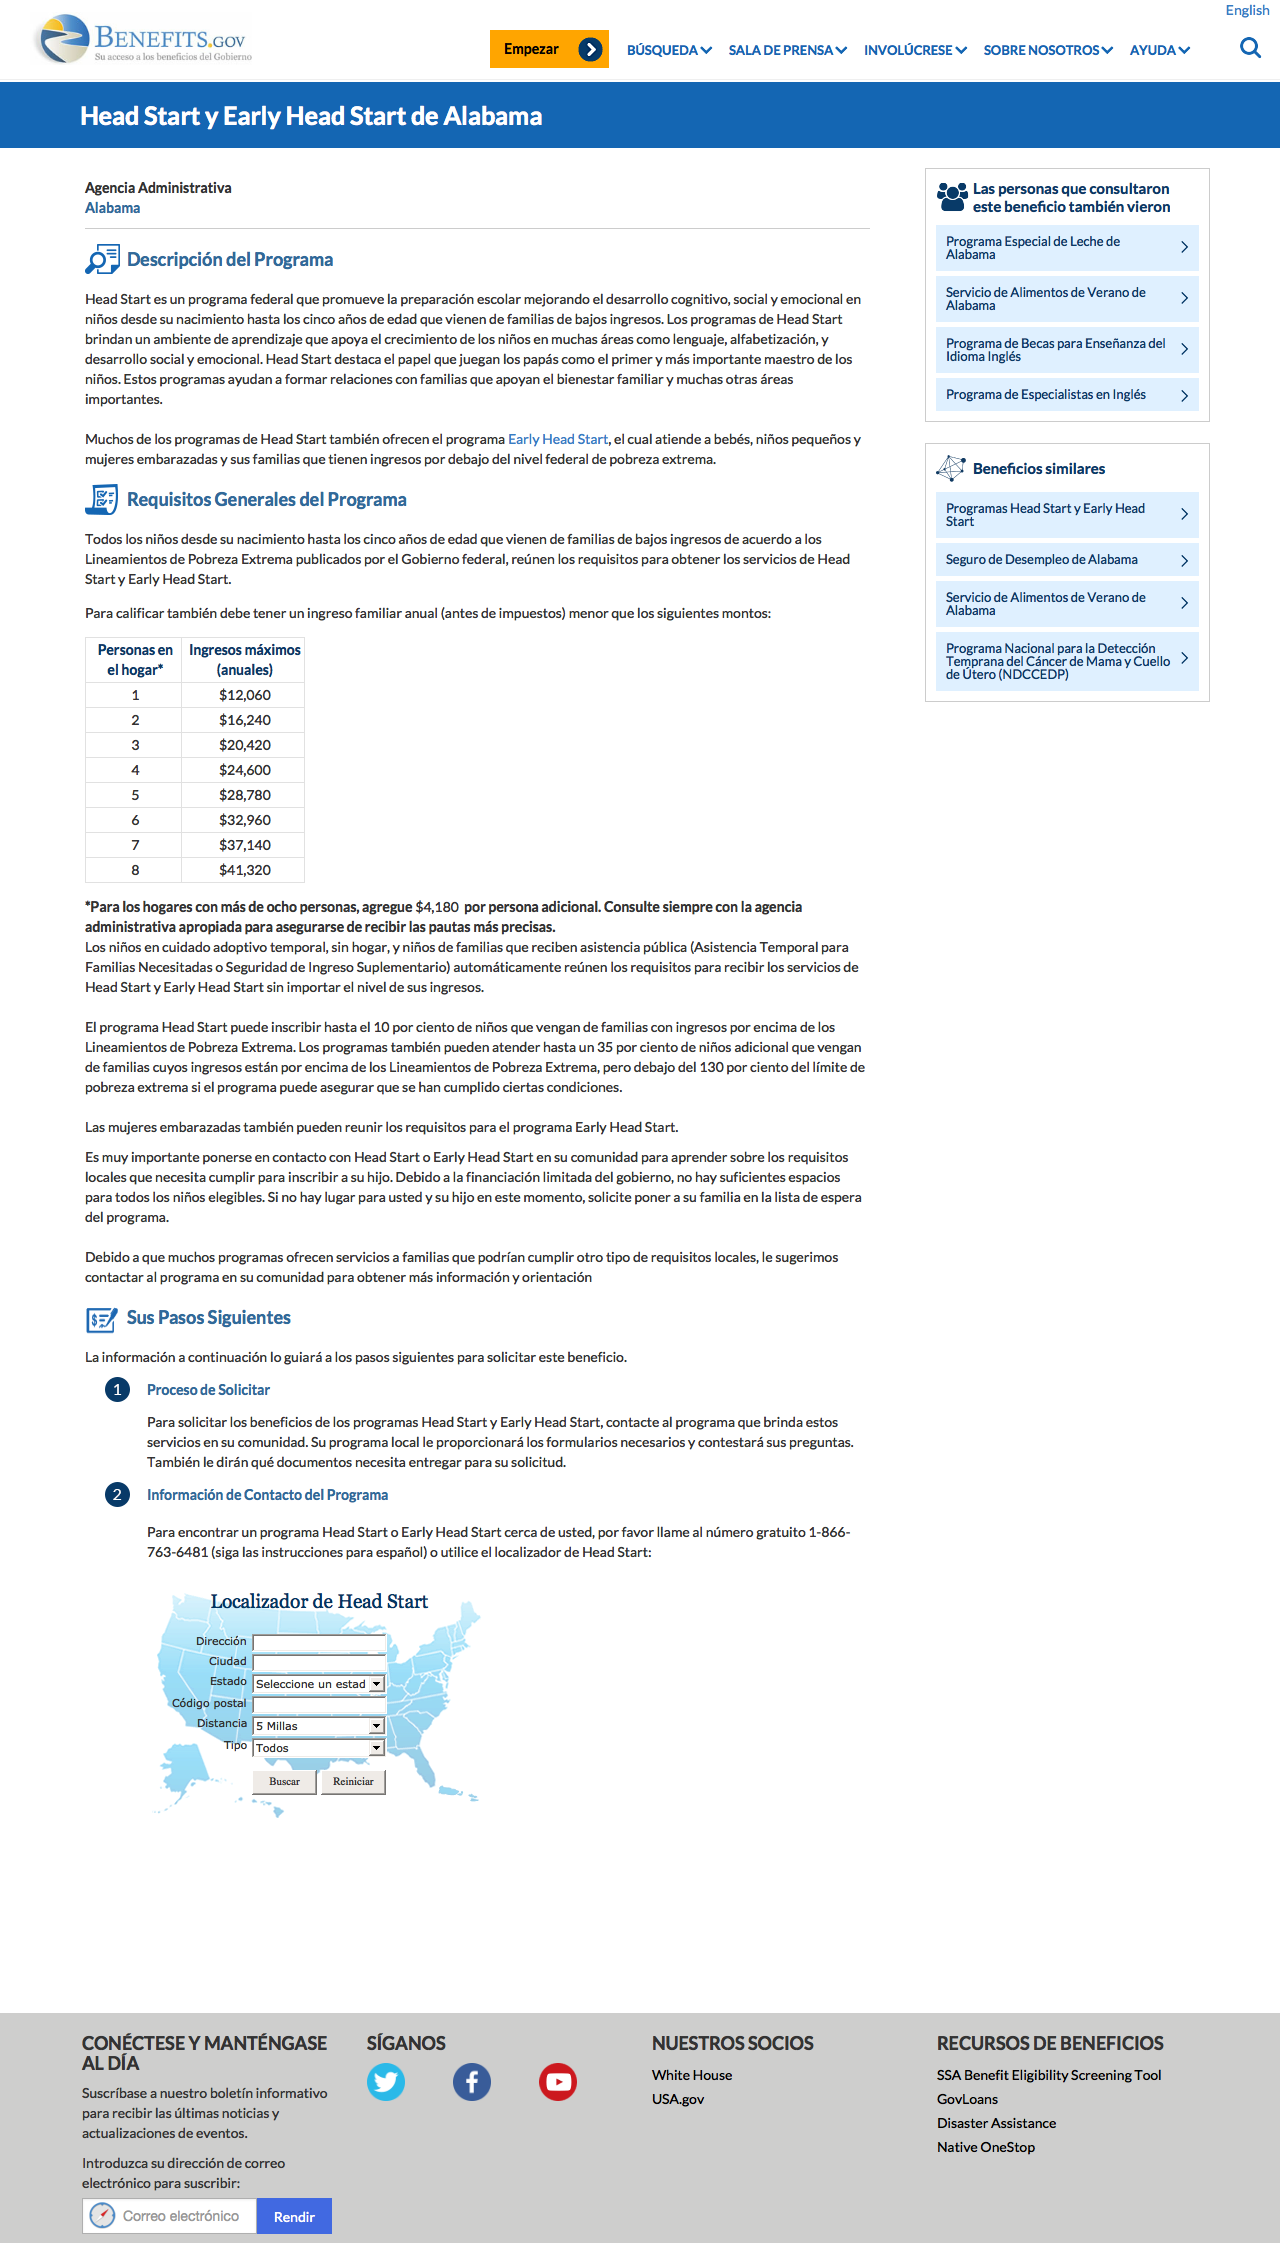 English
BENEFITS.GOV
Su acceso a los beneficios del Gobierno
Empezar
BÚSQUEDA
SALA DE PRENSA
INVOLÚCRESE
SOBRE NOSOTROS
AYUDA
Head Start y Early Head Start de Alabama
Agencia Administrativa
Alabama
Descripción del Programa
Head Start es un programa federal que promueve la preparación escolar mejorando el desarrollo cognitivo, social y emocional en
niños desde su nacimiento hasta los cinco años de edad que vienen de familias de bajos ingresos. Los programas de Head Start
brindan un ambiente de aprendizaje que apoya el crecimiento de los niños en muchas áreas como lenguaje, alfabetización, y
desarrollo social y emocional. Head Start destaca el papel que juegan los papás como el primer y más importante maestro de los
niños. Estos programas ayudan a formar relaciones con familias que apoyan el bienestar familiar y muchas otras áreas
importantes.
Muchos de los programas de Head Start también ofrecen el programa Early Head Start, el cual atiende a bebés, niños pequeños y
mujeres embarazadas y sus familias que tienen ingresos por debajo del nivel federal de pobreza extrema.
Requisitos Generales del Programa
Todos los niños desde su nacimiento hasta los cinco años de edad que vienen de familias de bajos ingresos de acuerdo a los
Lineamientos de Pobreza Extrema publicados por el Gobierno federal, reúnen los requisitos para obtener los servicios de Head
Start y Early Head Start.
Para calificar también debe tener un ingreso familiar anual (antes de impuestos) menor que los siguientes montos:
Personas en el hogar* Ingresos máximos (anuales)
1 $12,060
2 $16,240
3 $20,420
4 $24,600
5 $28,780
6 $32,960
7 $37,140
8 $41,320
*Para los hogares con más de ocho personas, agregue $4,180 por persona adicional. Consulte siempre con la agencia
administrativa apropiada para asegurarse de recibir las pautas más precisas.
Los niños en cuidado adoptivo temporal, sin hogar, y niños de familias que reciben asistencia pública (Asistencia Temporal para
Familias Necesitadas o Seguridad de Ingreso Suplementario) automáticamente reúnen los requisitos para recibir los servicios de
Head Start y Early Head Start sin importar el nivel de sus ingresos.
El programa Head Start puede inscribir hasta el 10 por ciento de niños que vengan de familias con ingresos por encima de los
Lineamientos de Pobreza Extrema. Los programas también pueden atender hasta un 35 por ciento de niños adicional que vengan
de familias cuyos ingresos están por encima de los Lineamientos de Pobreza Extrema, pero debajo del 130 por ciento del límite de
pobreza extrema si el programa puede asegurar que se han cumplido ciertas condiciones.
Las mujeres embarazadas también pueden reunir los requisitos para el programa Early Head Start.
Es muy importante ponerse en contacto con Head Start o Early Head Start en su comunidad para aprender sobre los requisitos
locales que necesita cumplir para inscribir a su hijo. Debido a la financiación limitada del gobierno, no hay suficientes espacios
para todos los niños elegibles. Si no hay lugar para usted y su hijo en este momento, solicite poner a su familia en la lista de espera
del programa.
Debido a que muchos programas ofrecen servicios a familias que podrían cumplir otro tipo de requisitos locales, le sugerimos
contactar al programa en su comunidad para obtener más información y orientación
Sus Pasos Siguientes
La información a continuación lo guiará a los pasos siguientes para solicitar este beneficio.
1 Proceso de Solicitar
Para solicitar los beneficios de los programas Head Start y Early Head Start, contacte al programa que brinda estos
servicios en su comunidad. Su programa local le proporcionará los formularios necesarios y contestará sus preguntas.
También le dirán qué documentos necesita entregar para su solicitud.
2 Información de Contacto del Programa
Para encontrar un programa Head Start o Early Head Start cerca de usted, por favor llame al número gratuito 1-866-
763-6481 (siga las instrucciones para español) o utilice el localizador de Head Start:
Localizador de Head Start
Dirección
Ciudad
Estado Seleccione un estad
Código postal
Distancia 5 Millas
Tipo Todos
Buscar Reiniciar
Las personas que consultaron
este beneficio también vieron
Programa Especial de Leche de
Alabama
Servicio de Alimentos de Verano de
Alabama
Programa de Becas para Enseñanza del
Idioma Inglés
Programa de Especialistas en Inglés
Beneficios similares
Programas Head Start y Early Head
Start
Seguro de Desempleo de Alabama
Servicio de Alimentos de Verano de
Alabama
Programa Nacional para la Detección
Temprana del Cáncer de Mama y Cuello
de Útero (NDCCEDP)
CONÉCTESE Y MANTÉNGASE
AL DÍA
Suscríbase a nuestro boletín informativo
para recibir las últimas noticias y
actualizaciones de eventos.
Introduzca su dirección de correo
electrónico para suscribir:
Correo electrónico Rendir
SÍGANOS
NUESTROS SOCIOS
White House
USA.gov
RECURSOS DE BENEFICIOS
SSA Benefit Eligibility Screening Tool
GovLoans
Disaster Assistance
Native OneStop